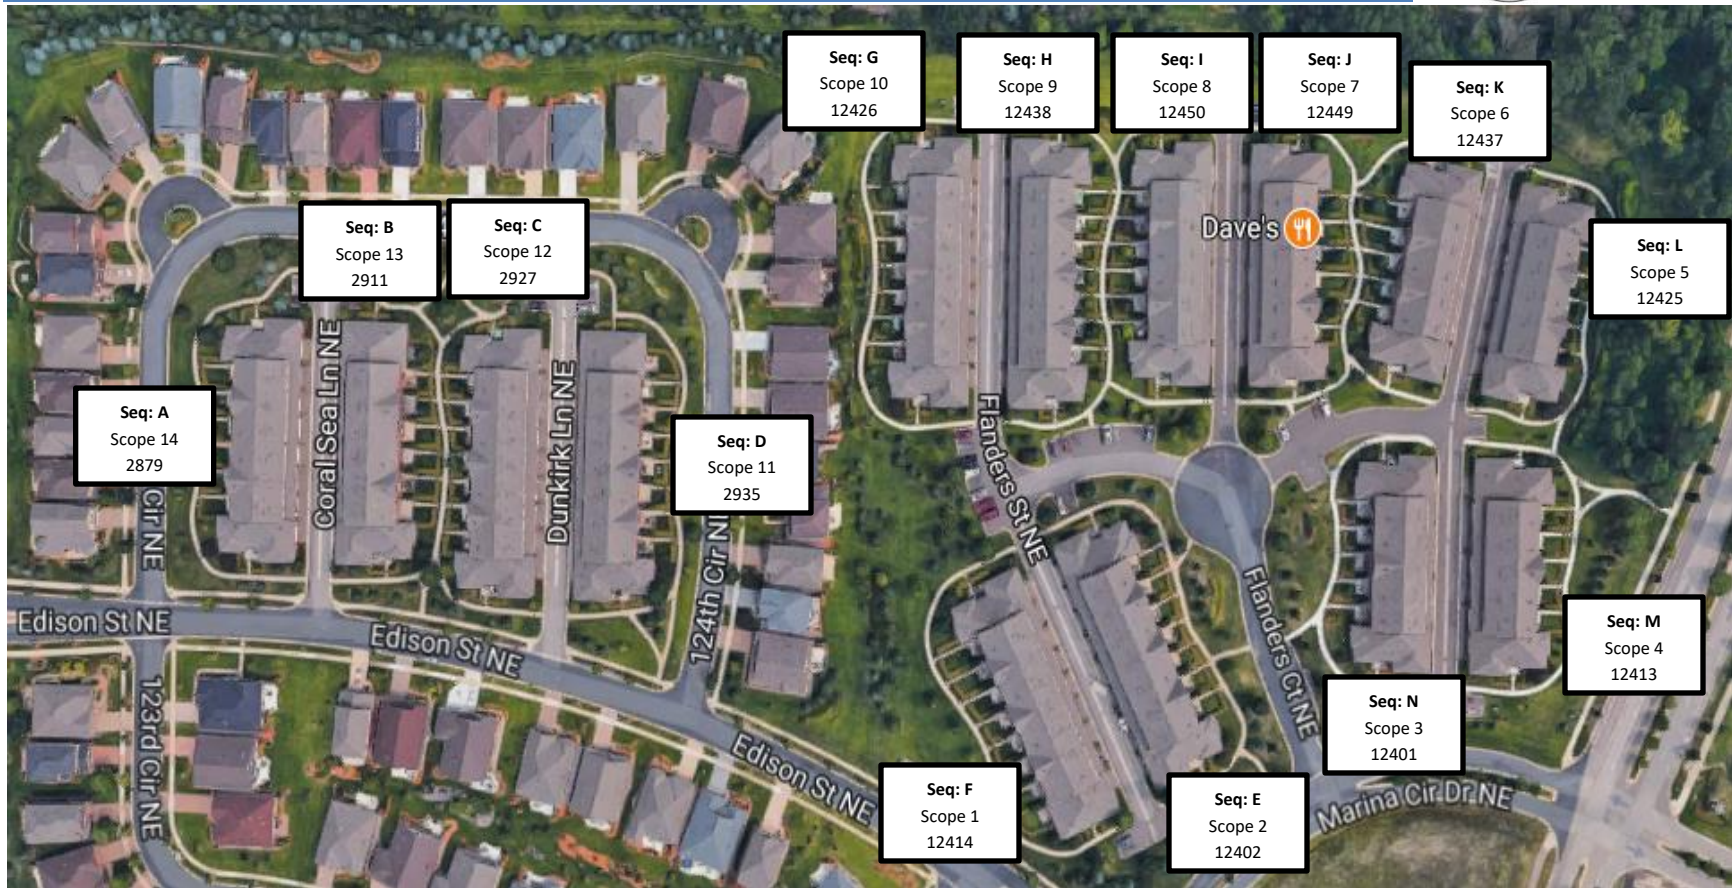 Seq: G
Scope 10
12426
Seq: H
Scope 9
12438
Seq: I
Scope 8
12450
Seq: J
Scope 7
12449
Seq: K
Scope 6
12437
Seq: B
Scope 13
2911
Seq: C
Scope 12
2927
Dave's
Seq: L
Scope 5
12425
Seq: A
Scope 14
2879
Coral Sea Ln NE
Dunkirk Ln NE
Seq: D
Scope 11
2935
Flanders St NE
Cir NE
124th Cir NE
Flanders Ct NE
Edison St NE
Edison St NE
Seq: M
Scope 4
12413
123rd Cir NE
Seq: N
Scope 3
12401
Edison St NE
Seq: F
Scope 1
12414
Seq: E
Scope 2
12402
Marina Cir Dr NE